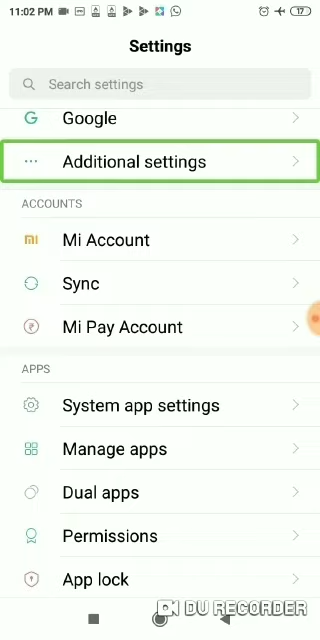 11:02 PM
17
Settings
Search settings
Google
Additional settings
ACCOUNTS
Mi Account
Sync
Mi Pay Account
APPS
System app settings
Manage apps
Dual apps
Permissions
App lock
DU RECORDER